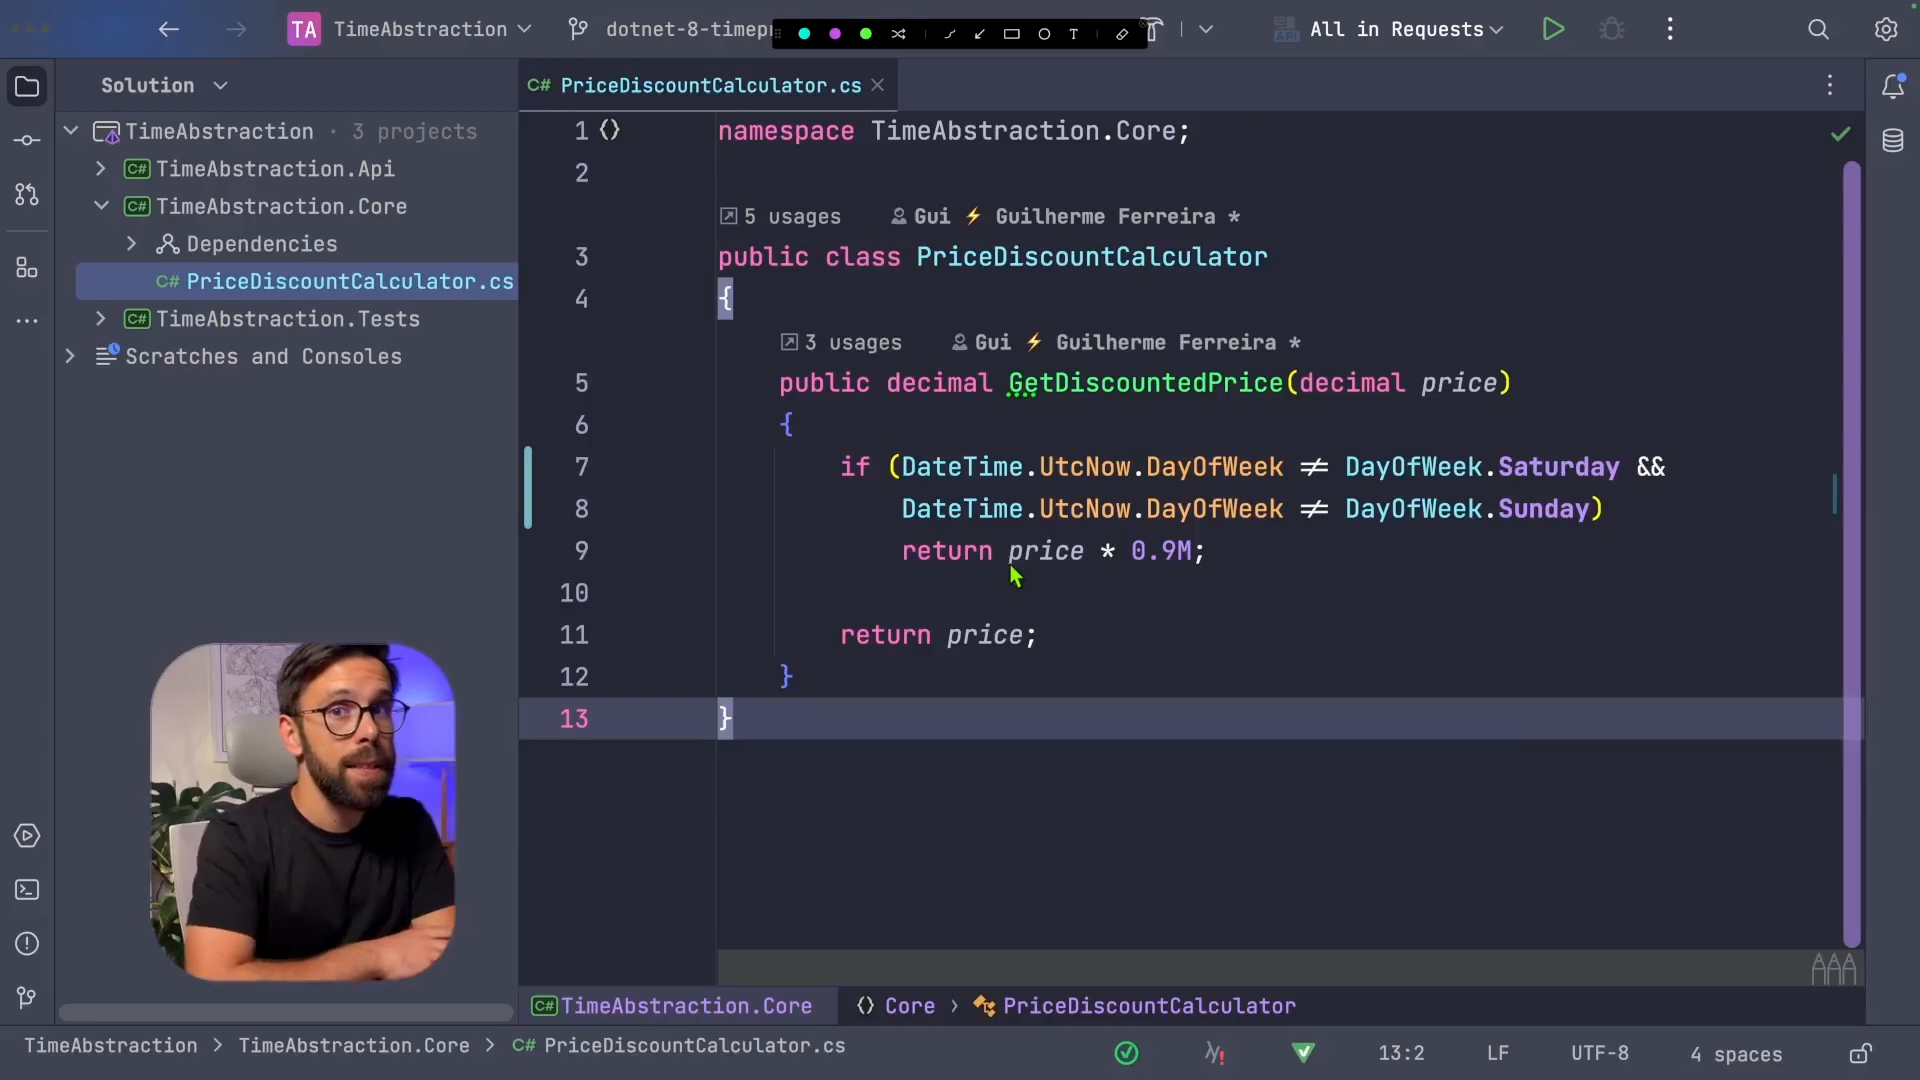 TA TimeAbstraction
dotnet-8-timep
T
API
All in Requests
Solution
C# PriceDiscountCalculator.cs
TimeAbstraction · 3 projects
C# TimeAbstraction.Api
C# TimeAbstraction.Core
Dependencies
C# PriceDiscountCalculator.cs
C# TimeAbstraction.Tests
Scratches and Consoles
1 namespace TimeAbstraction.Core;
2
5 usages Gui ⚡ Guilherme Ferreira *
3 public class PriceDiscountCalculator
4 {
3 usages Gui ⚡ Guilherme Ferreira *
5 public decimal GetDiscountedPrice(decimal price)
6 {
7 if (DateTime.UtcNow.DayOfWeek ≠ DayOfWeek.Saturday &&
8 DateTime.UtcNow.DayOfWeek ≠ DayOfWeek.Sunday)
9 return price * 0.9M;
10
11 return price;
12 }
13 }
C# TimeAbstraction.Core {} Core > PriceDiscountCalculator
TimeAbstraction > TimeAbstraction.Core > C# PriceDiscountCalculator.cs
13:2 LF UTF-8 4 spaces